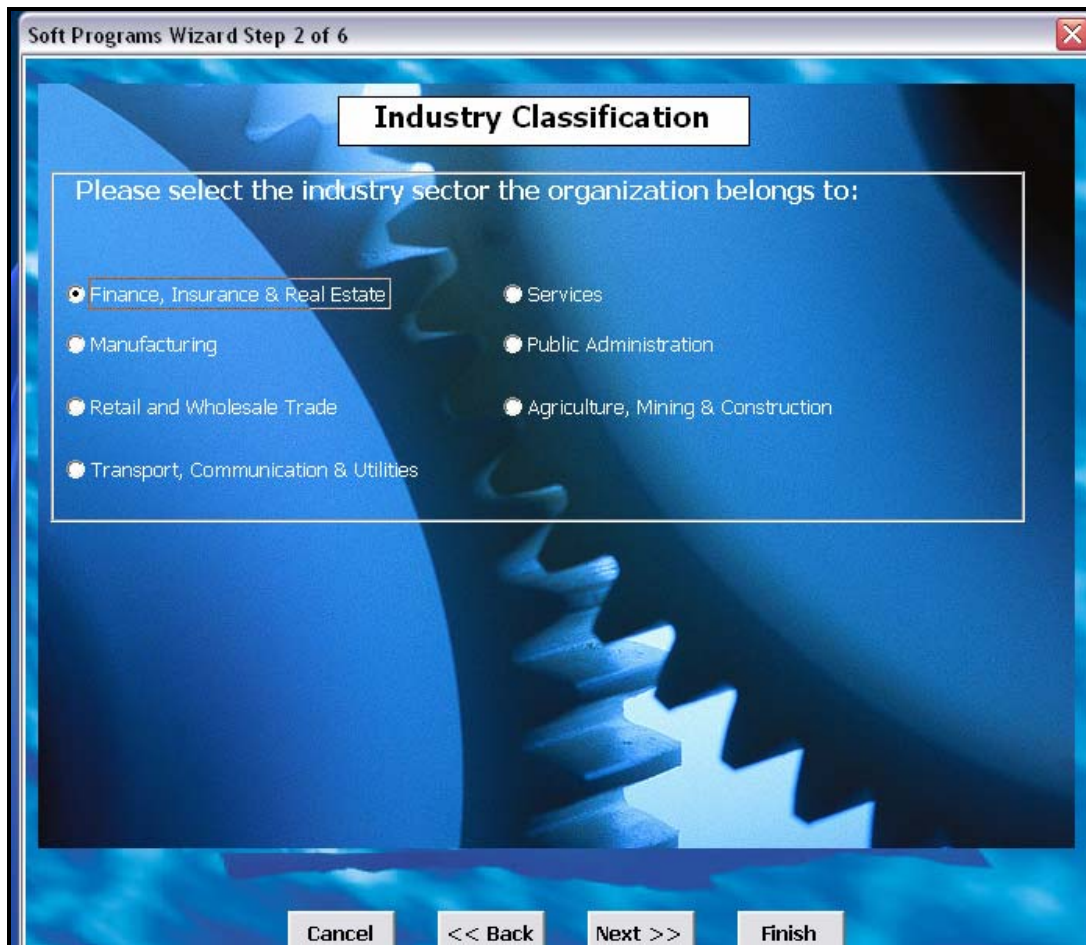 Soft Programs Wizard Step 2 of 6
Industry Classification
Please select the industry sector the organization belongs to:
Finance, Insurance & Real Estate
Services
Manufacturing
Public Administration
Retail and Wholesale Trade
Agriculture, Mining & Construction
Transport, Communication & Utilities
Cancel
<< Back
Next >>
Finish